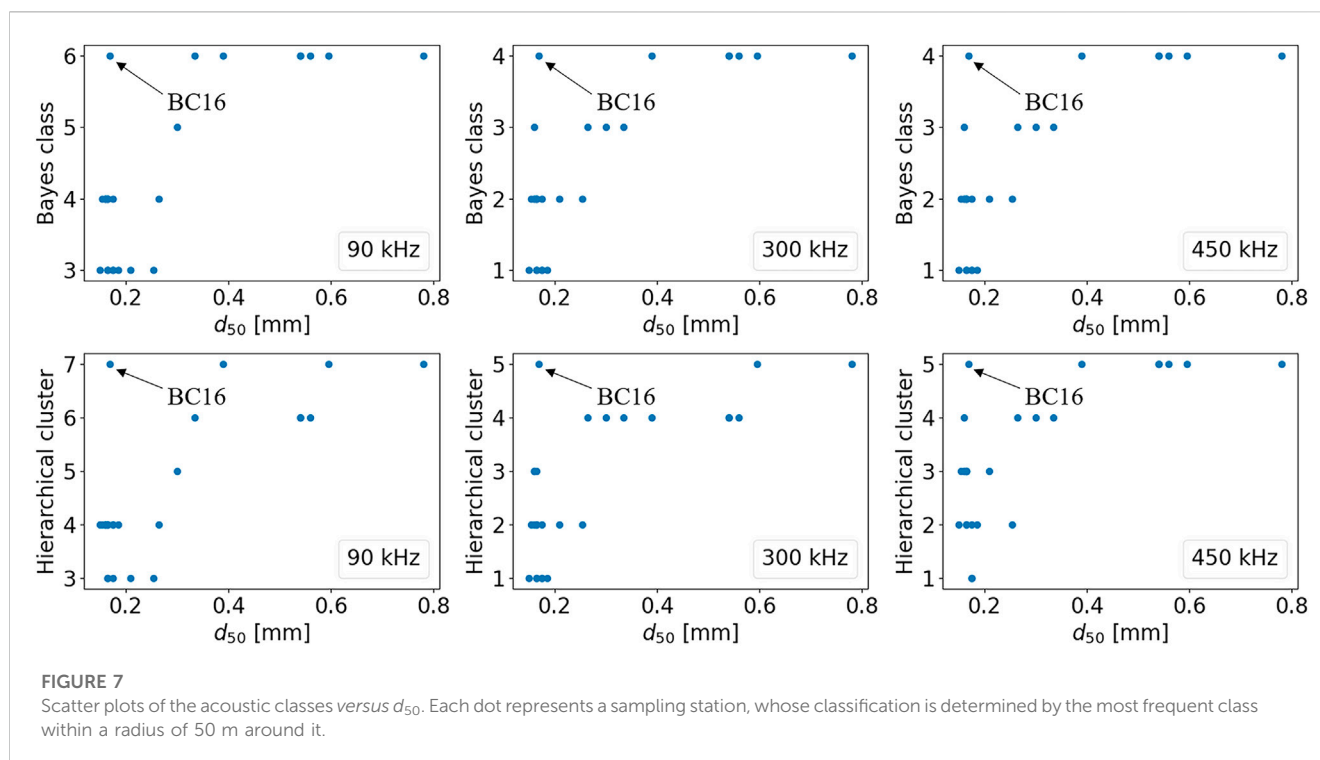 6
5
4
3
Bayes class
BC16
90 kHz
0.2 0.4 0.6 0.8
d50 [mm]
4
3
2
1
Bayes class
BC16
300 kHz
0.2 0.4 0.6 0.8
d50 [mm]
4
3
2
1
Bayes class
BC16
450 kHz
0.2 0.4 0.6 0.8
d50 [mm]
7
6
5
4
3
Hierarchical cluster
BC16
90 kHz
0.2 0.4 0.6 0.8
d50 [mm]
5
4
3
2
1
Hierarchical cluster
BC16
300 kHz
0.2 0.4 0.6 0.8
d50 [mm]
5
4
3
2
1
Hierarchical cluster
BC16
450 kHz
0.2 0.4 0.6 0.8
d50 [mm]
FIGURE 7
Scatter plots of the acoustic classes versus d50. Each dot represents a sampling station, whose classification is determined by the most frequent class
within a radius of 50 m around it.